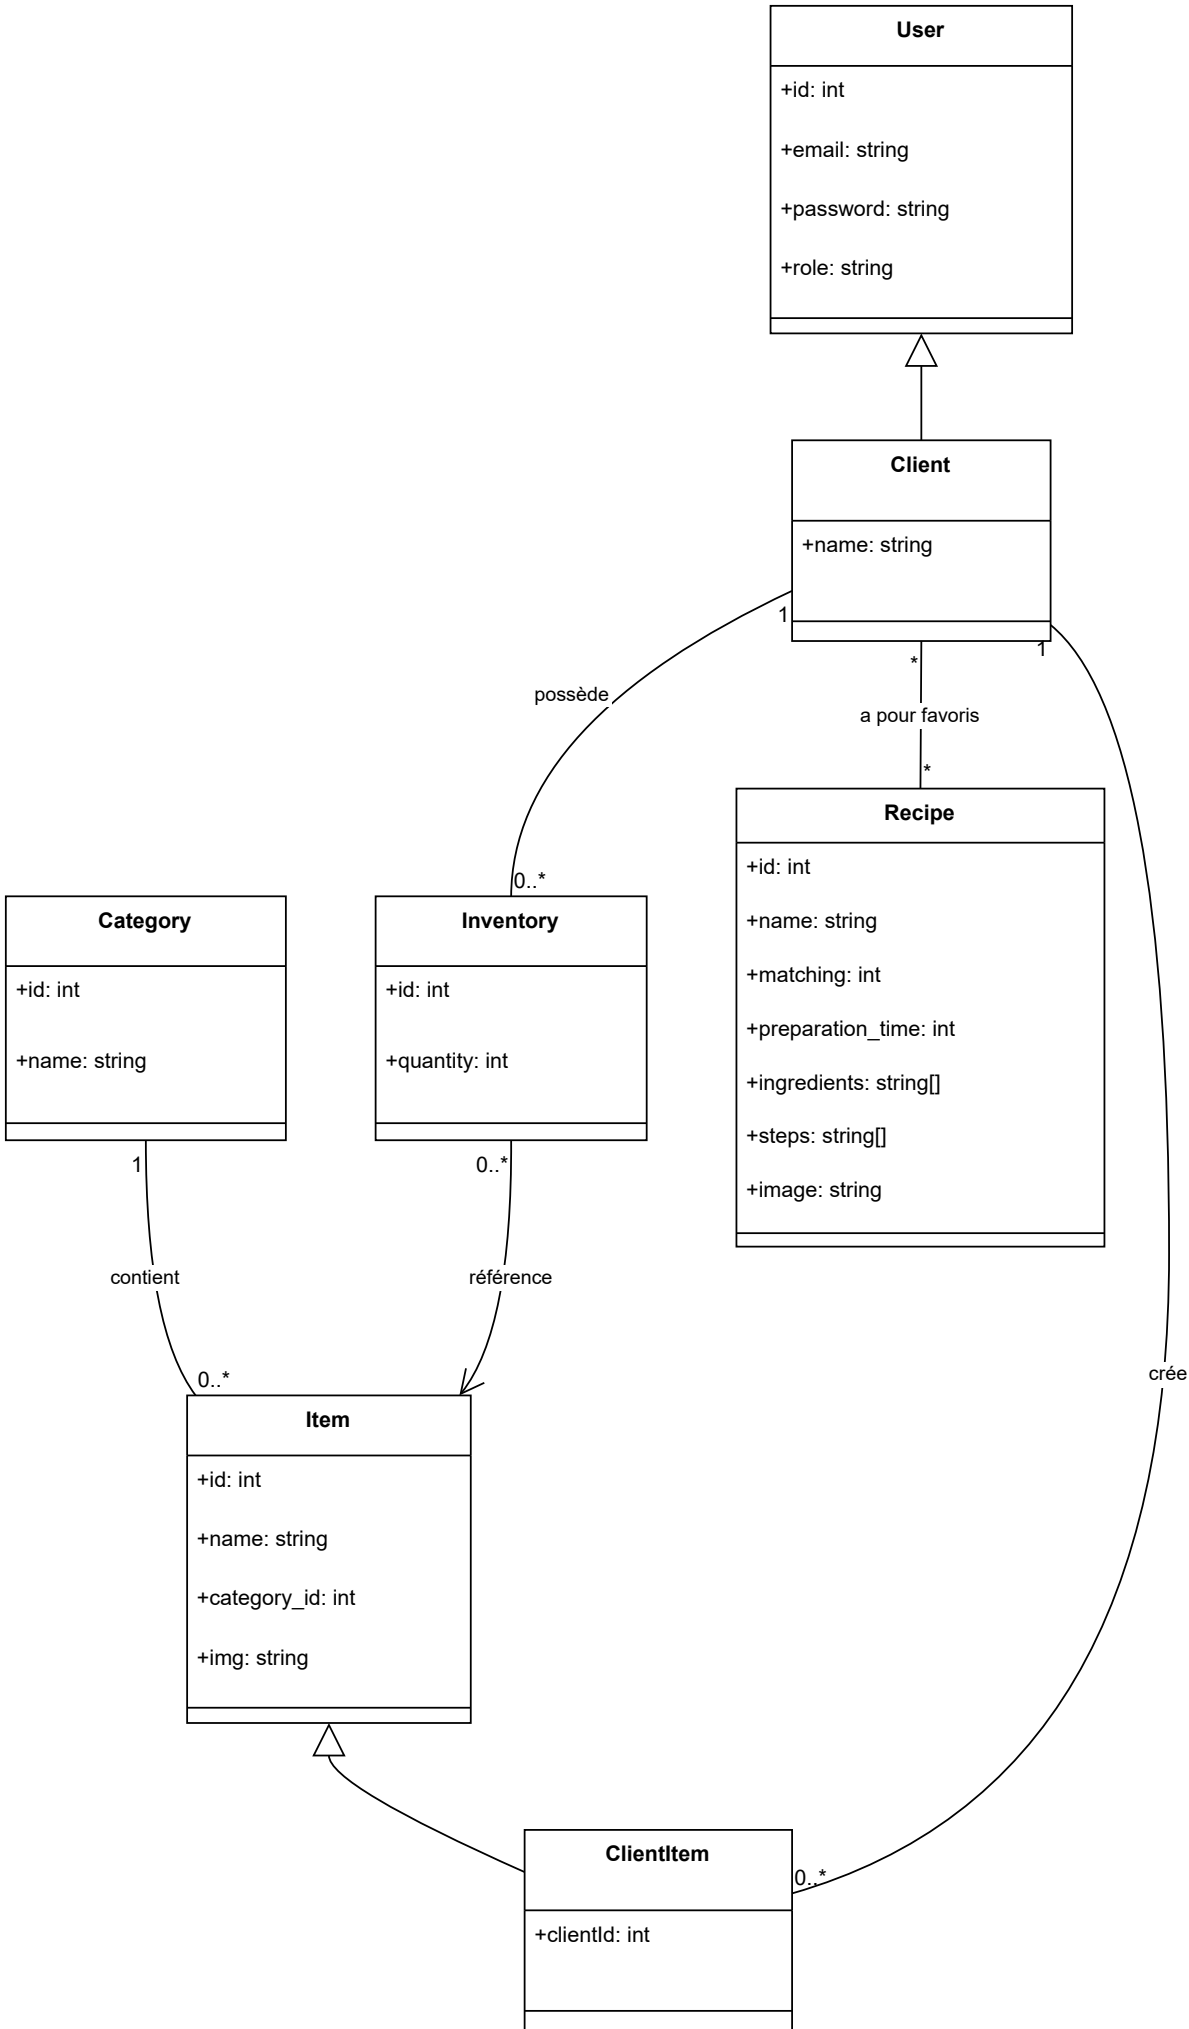 User
+id: int
+email: string
+password: string
+role: string
Client
+name: string
1
1
*
possède
a pour favoris
*
0..*
Recipe
+id: int
+name: string
+matching: int
+preparation_time: int
+ingredients: string[]
+steps: string[]
+image: string
Category
+id: int
+name: string
Inventory
+id: int
+quantity: int
1
0..*
contient
référence
crée
0..*
Item
+id: int
+name: string
+category_id: int
+img: string
ClientItem
0..*
+clientId: int